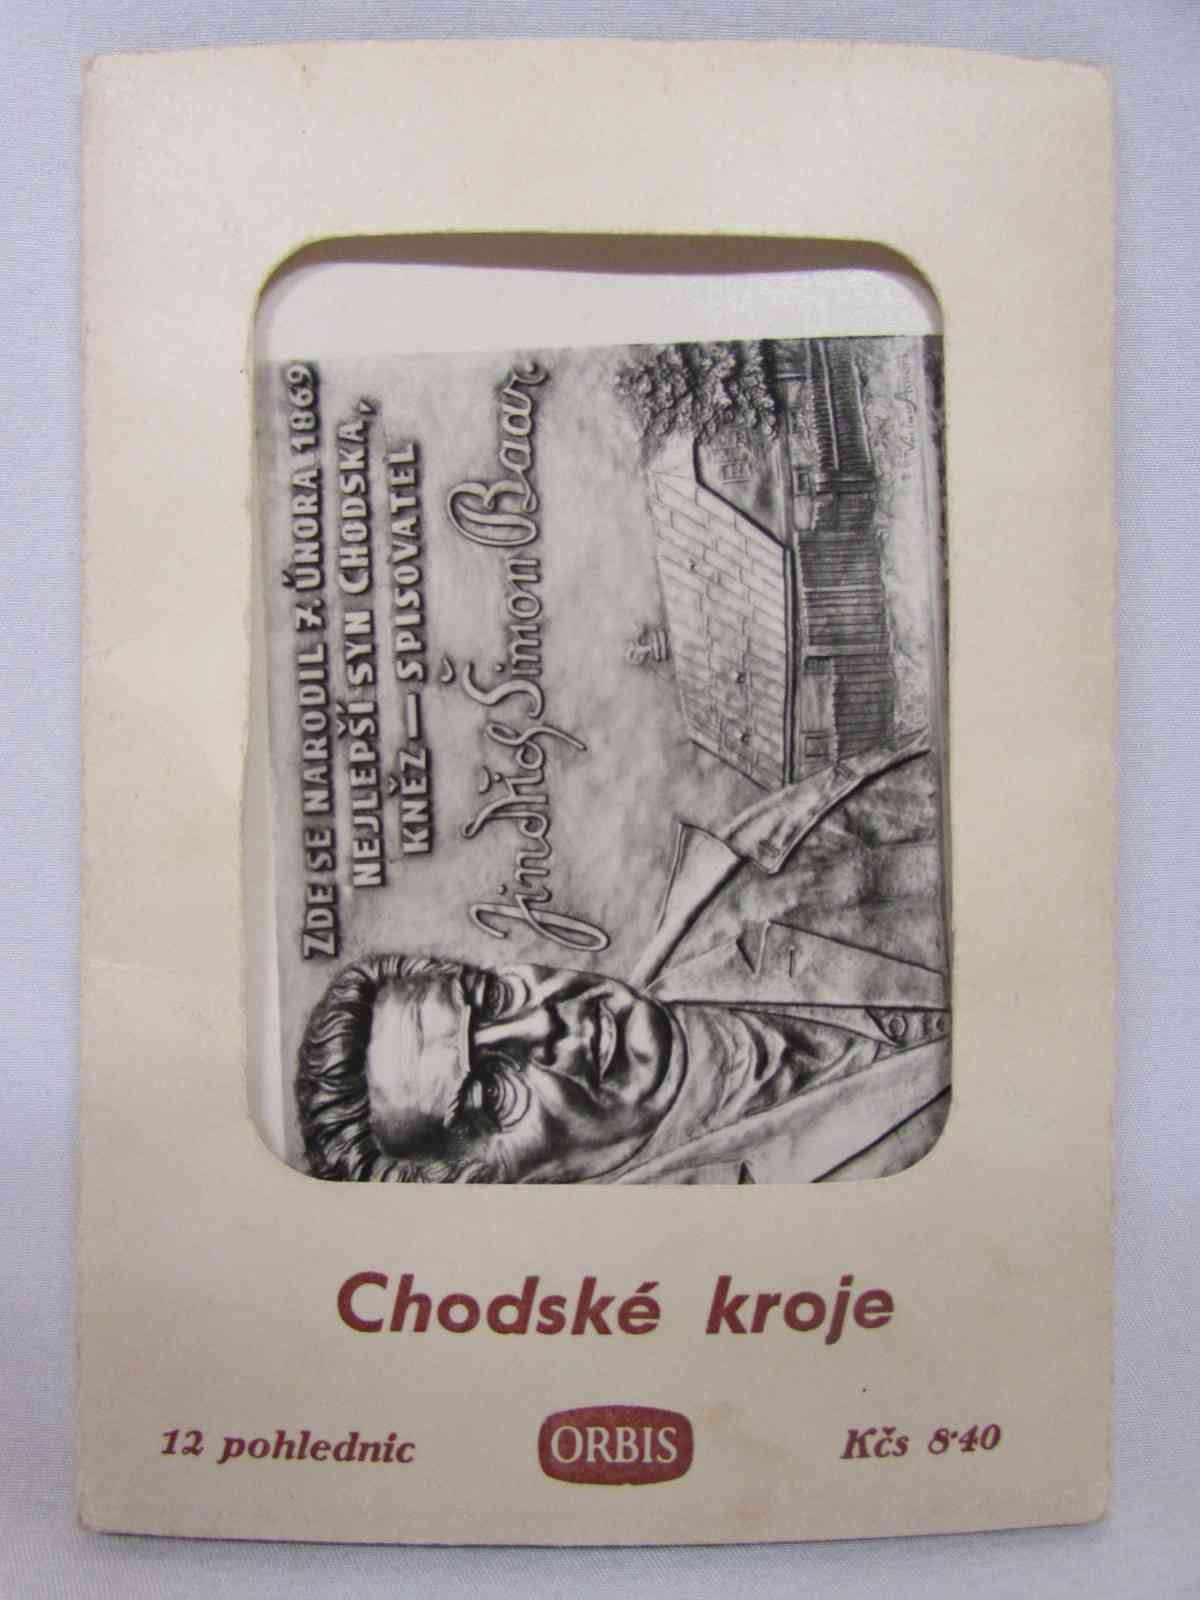 ZDE SE NARODIL 7. ÚNORA 1869
NEJLEPŠÍ SYN CHODSKA,
KNĚZ — SPISOVATEL
Jindřich Šimon Baar
Chodské kroje
12 pohlednic
ORBIS
Kčs 8·40